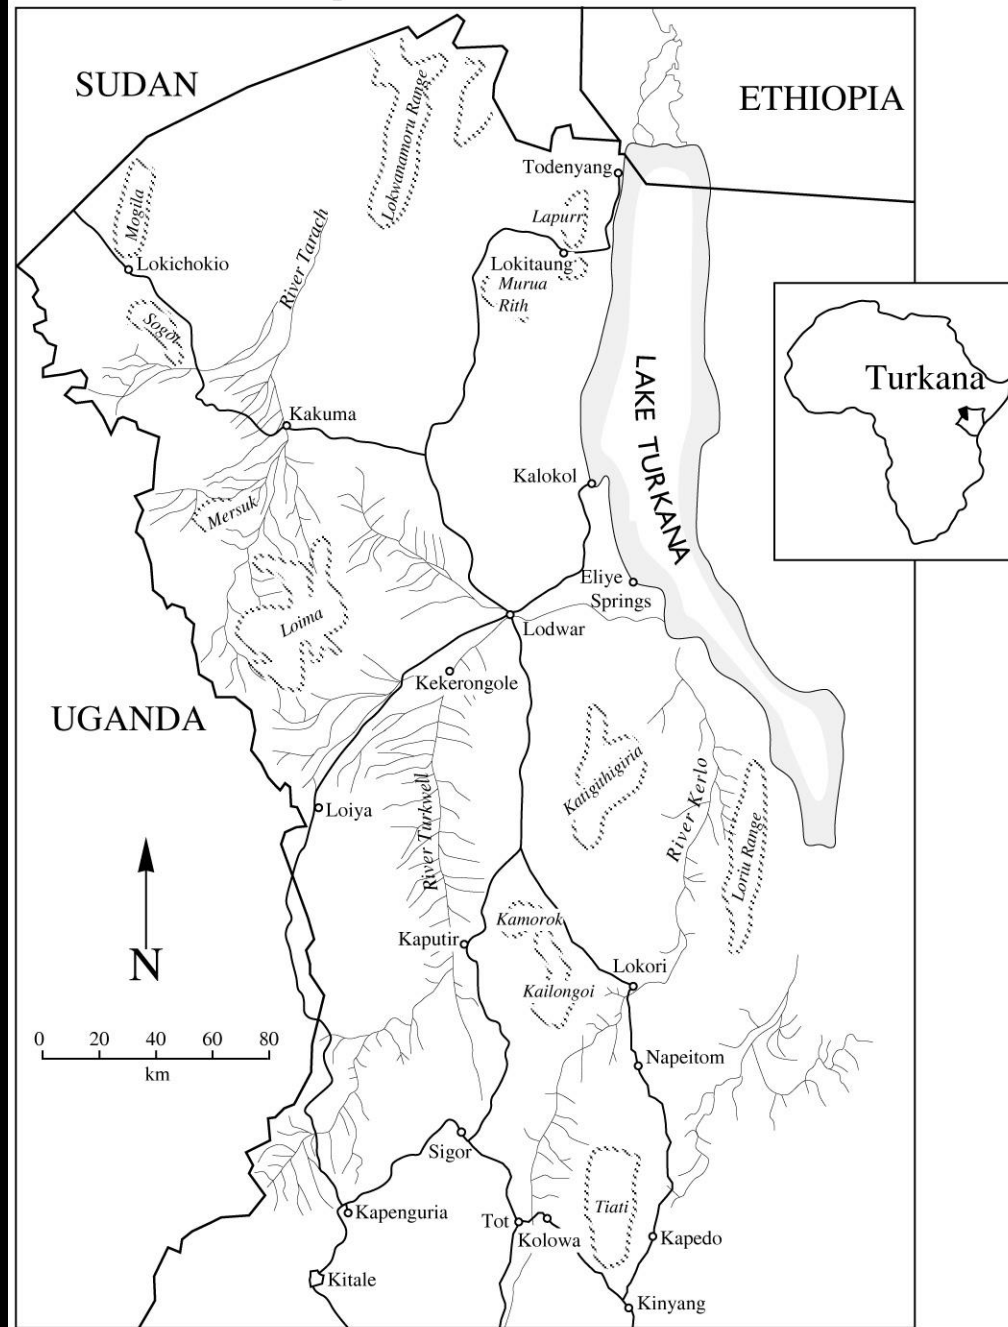 SUDAN
ETHIOPIA
Lokwanamoru Range
Todenyang
Mogila
Lapurr
River Tarach
Lokichokio
Lokitaung
Murua
Rith
Sogot
LAKE TURKANA
Turkana
Kakuma
Kalokol
Mersuk
Eliye
Springs
Loima
Lodwar
Kekerongole
UGANDA
Katigithigiria
River Kerlo
River Turkwell
Loiya
Loriu Range
Kamorok
Kaputir
N
Lokori
Kailongoi
0 20 40 60 80
km
Napeitom
Sigor
Tiati
Kapenguria
Tot
Kolowa
Kapedo
Kitale
Kinyang